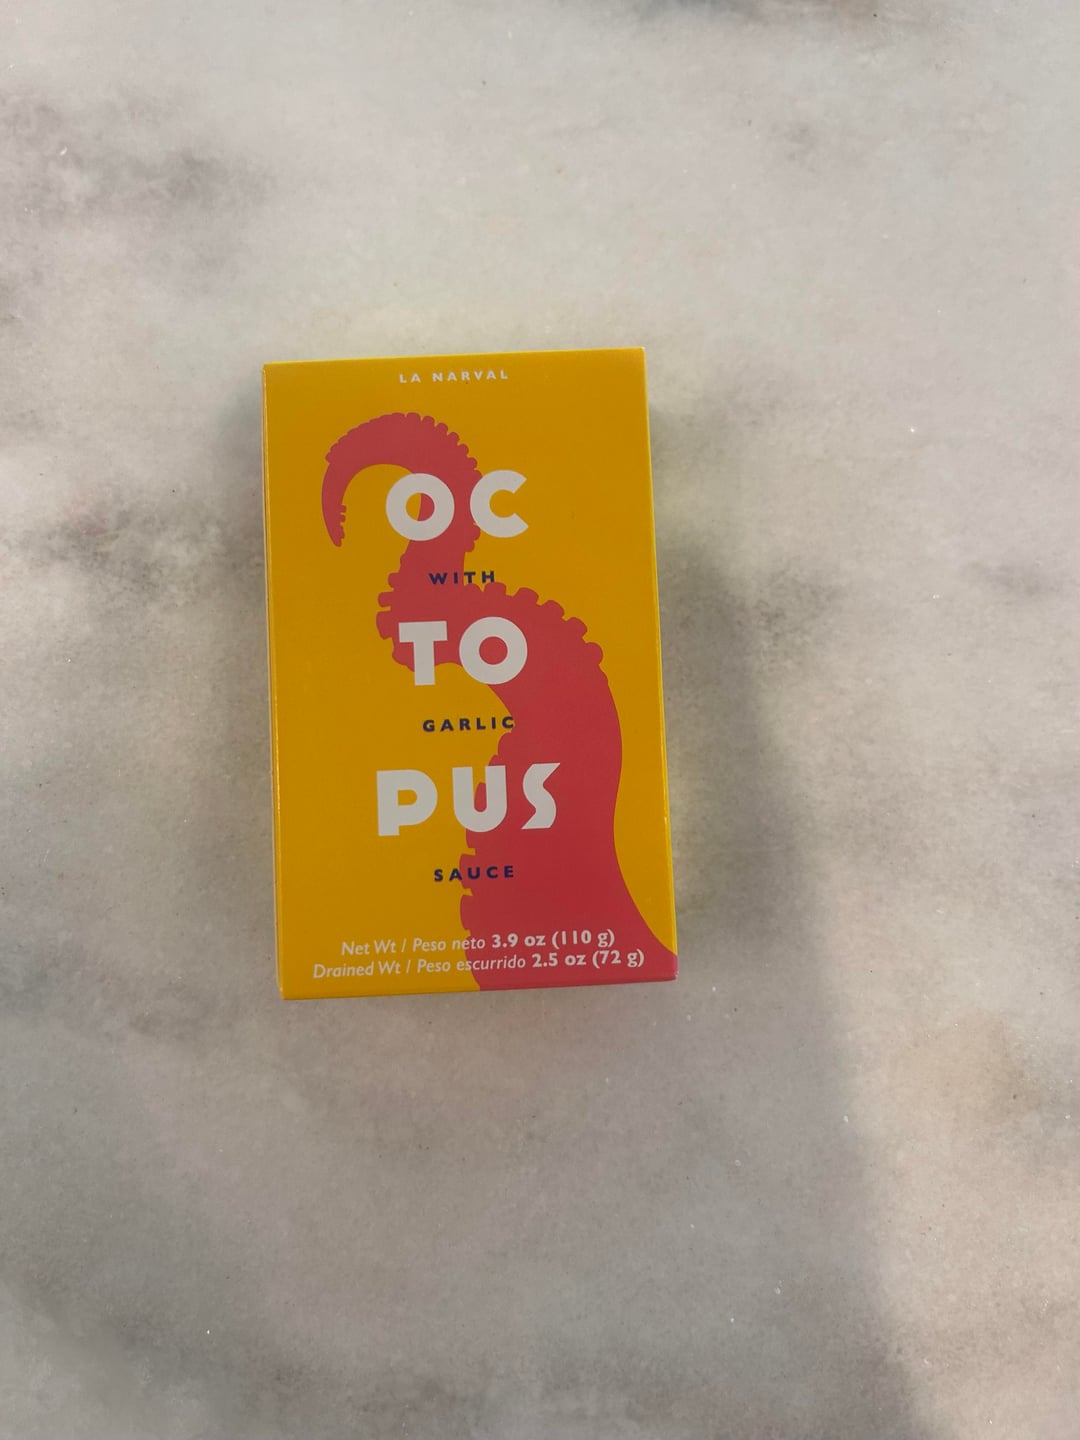 LA NARVAL
OC
WITH
TO
GARLIC
PUS
SAUCE
Net Wt / Peso neto 3.9 oz (110 g)
Drained Wt / Peso escurrido 2.5 oz (72 g)